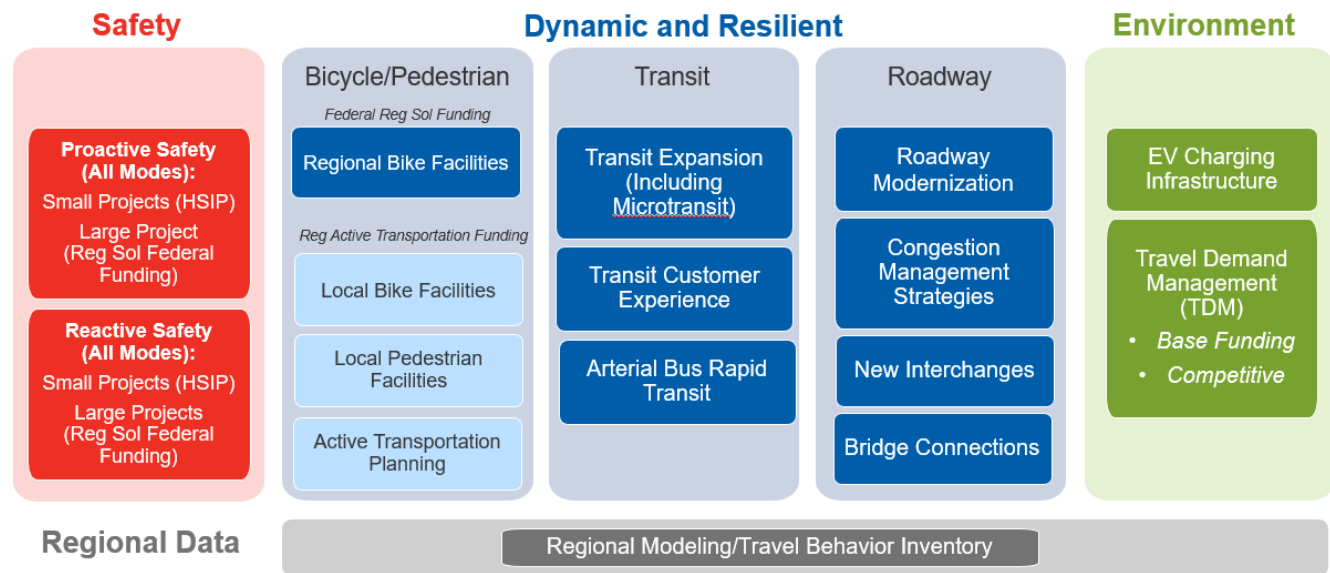 Safety
Proactive Safety
(All Modes):
Small Projects (HSIP)
Large Project
(Reg Sol Federal
Funding)
Reactive Safety
(All Modes):
Small Projects (HSIP)
Large Projects
(Reg Sol Federal
Funding)
Dynamic and Resilient
Bicycle/Pedestrian
Federal Reg Sol Funding
Regional Bike Facilities
Reg Active Transportation Funding
Local Bike Facilities
Local Pedestrian
Facilities
Active Transportation
Planning
Transit
Transit Expansion
(Including
Microtransit)
Transit Customer
Experience
Arterial Bus Rapid
Transit
Roadway
Roadway
Modernization
Congestion
Management
Strategies
New Interchanges
Bridge Connections
Environment
EV Charging
Infrastructure
Travel Demand
Management
(TDM)
• Base Funding
• Competitive
Regional Data
Regional Modeling/Travel Behavior Inventory